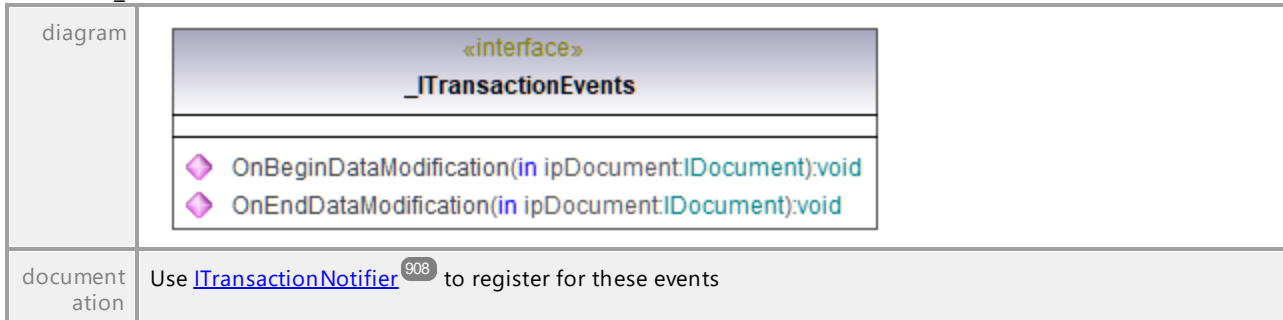 diagram
«interface»
_ITransactionEvents
OnBeginDataModification(in ipDocument:IDocument):void
OnEndDataModification(in ipDocument:IDocument):void
document
ation
Use ITransactionNotifier 908 to register for these events